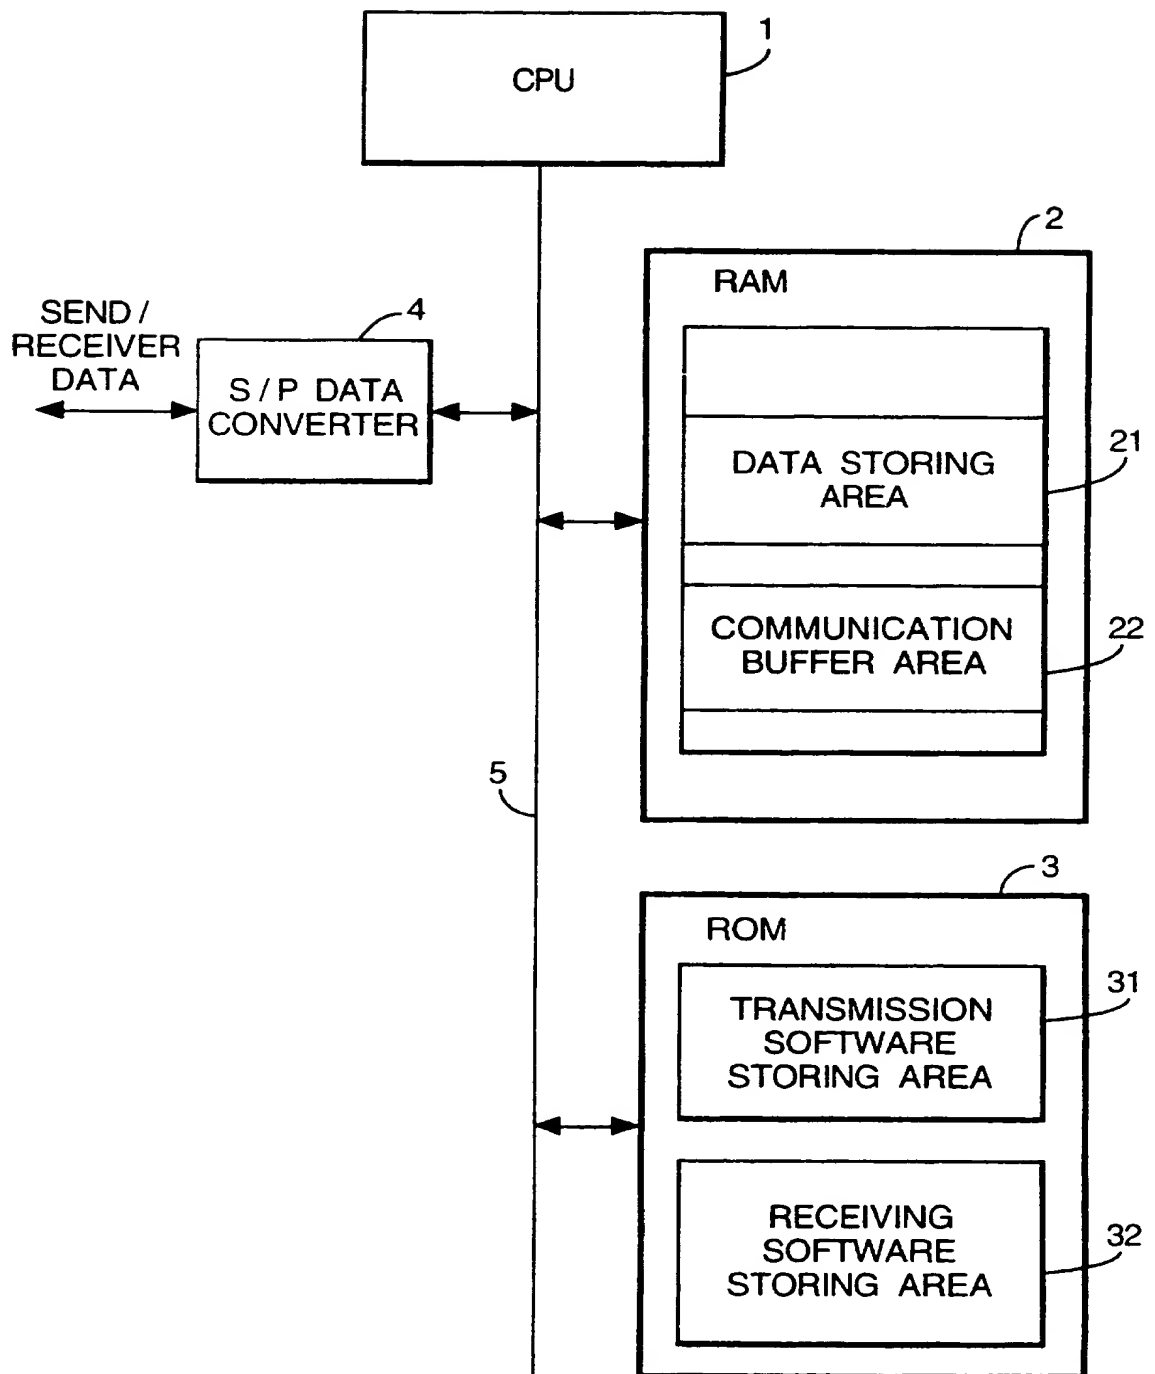 1
CPU
2
RAM
SEND /
RECEIVER
DATA
4
S / P DATA
CONVERTER
DATA STORING
AREA
21
COMMUNICATION
BUFFER AREA
22
5
3
ROM
TRANSMISSION
SOFTWARE
STORING AREA
31
RECEIVING
SOFTWARE
STORING AREA
32